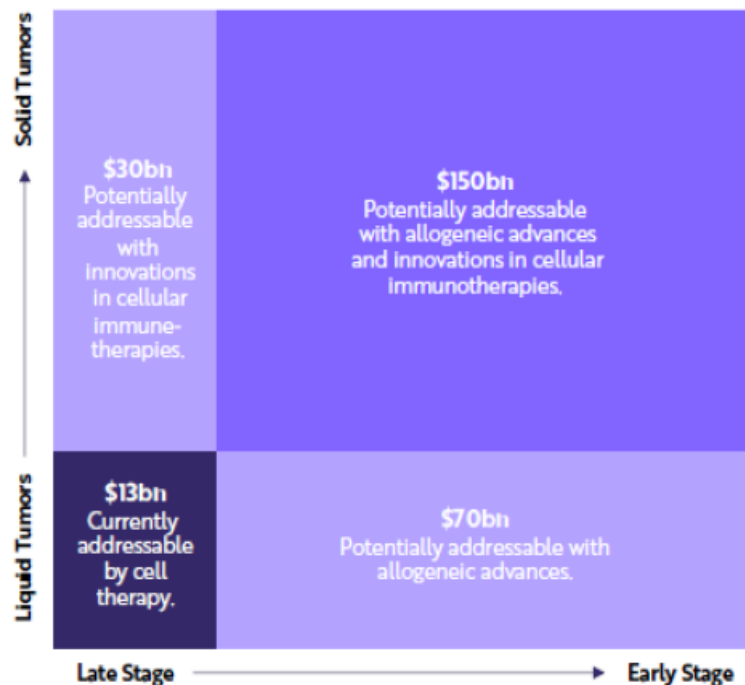 Solid Tumors
$30bn
Potentially
addressable
with
innovations
in cellular
immune-
therapies.
$150bn
Potentially addressable
with allogeneic advances
and innovations in cellular
immunotherapies.
Liquid Tumors
$13bn
Currently
addressable
by cell
therapy.
$70bn
Potentially addressable with
allogeneic advances.
Late Stage
Early Stage